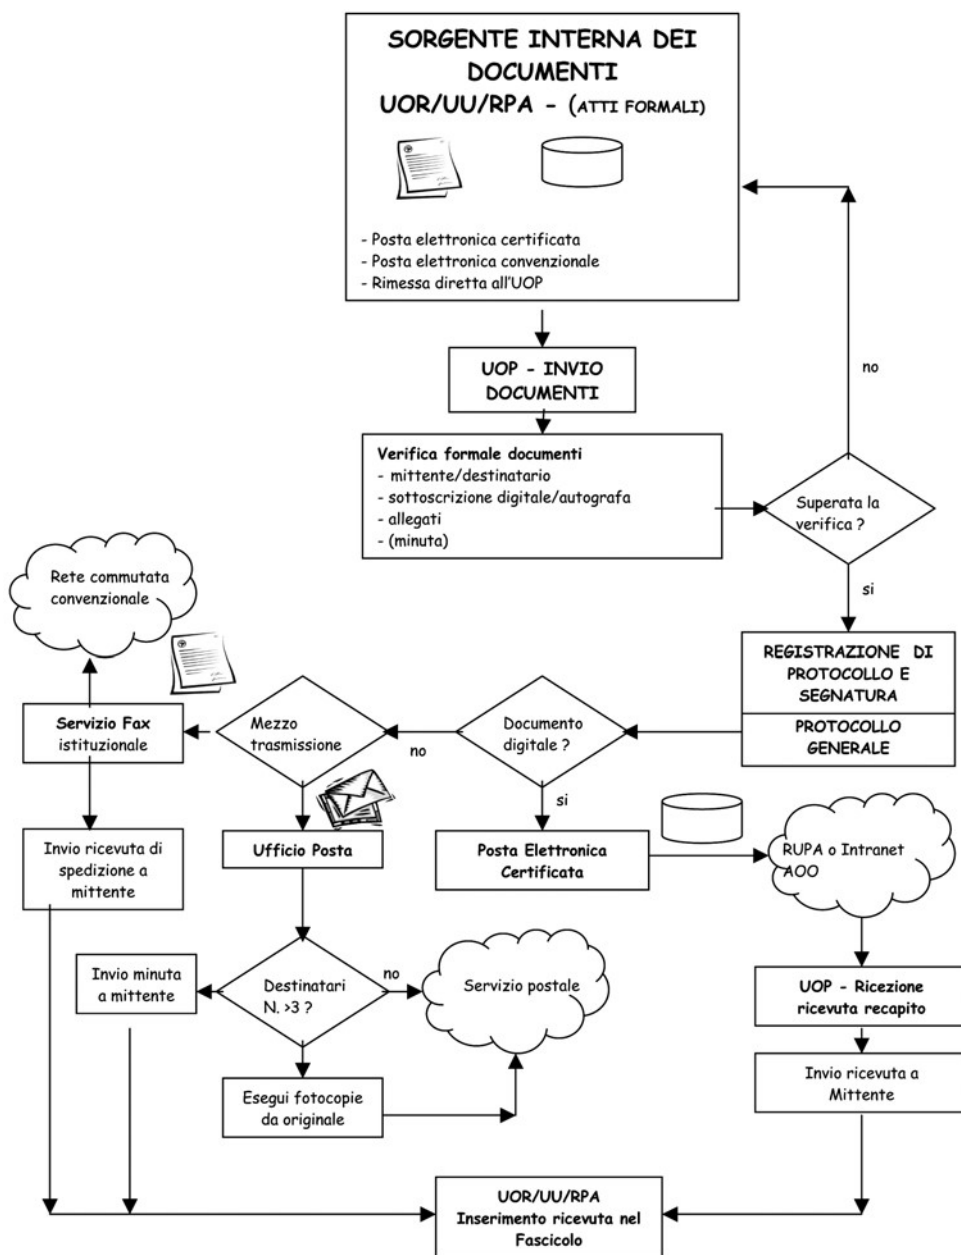 SORGENTE INTERNA DEI
DOCUMENTI
UOR/UU/RPA - (ATTI FORMALI)
- Posta elettronica certificata
- Posta elettronica convenzionale
- Rimessa diretta all'UOP
UOP - INVIO
DOCUMENTI
no
Verifica formale documenti
- mittente/destinatario
- sottoscrizione digitale/autografa
- allegati
- (minuta)
Superata la
verifica ?
si
Rete commutata
convenzionale
REGISTRAZIONE DI
PROTOCOLLO E
SEGNATURA
PROTOCOLLO
GENERALE
Servizio Fax
istituzionale
Mezzo
trasmissione
no
Documento
digitale ?
si
Invio ricevuta di
spedizione a
mittente
Ufficio Posta
Posta Elettronica
Certificata
RUPA o Intranet
AOO
Invio minuta
a mittente
Destinatari
N. >3 ?
no
Servizio postale
UOP - Ricezione
ricevuta recapito
Esegui fotocopie
da originale
Invio ricevuta a
Mittente
UOR/UU/RPA
Inserimento ricevuta nel
Fascicolo